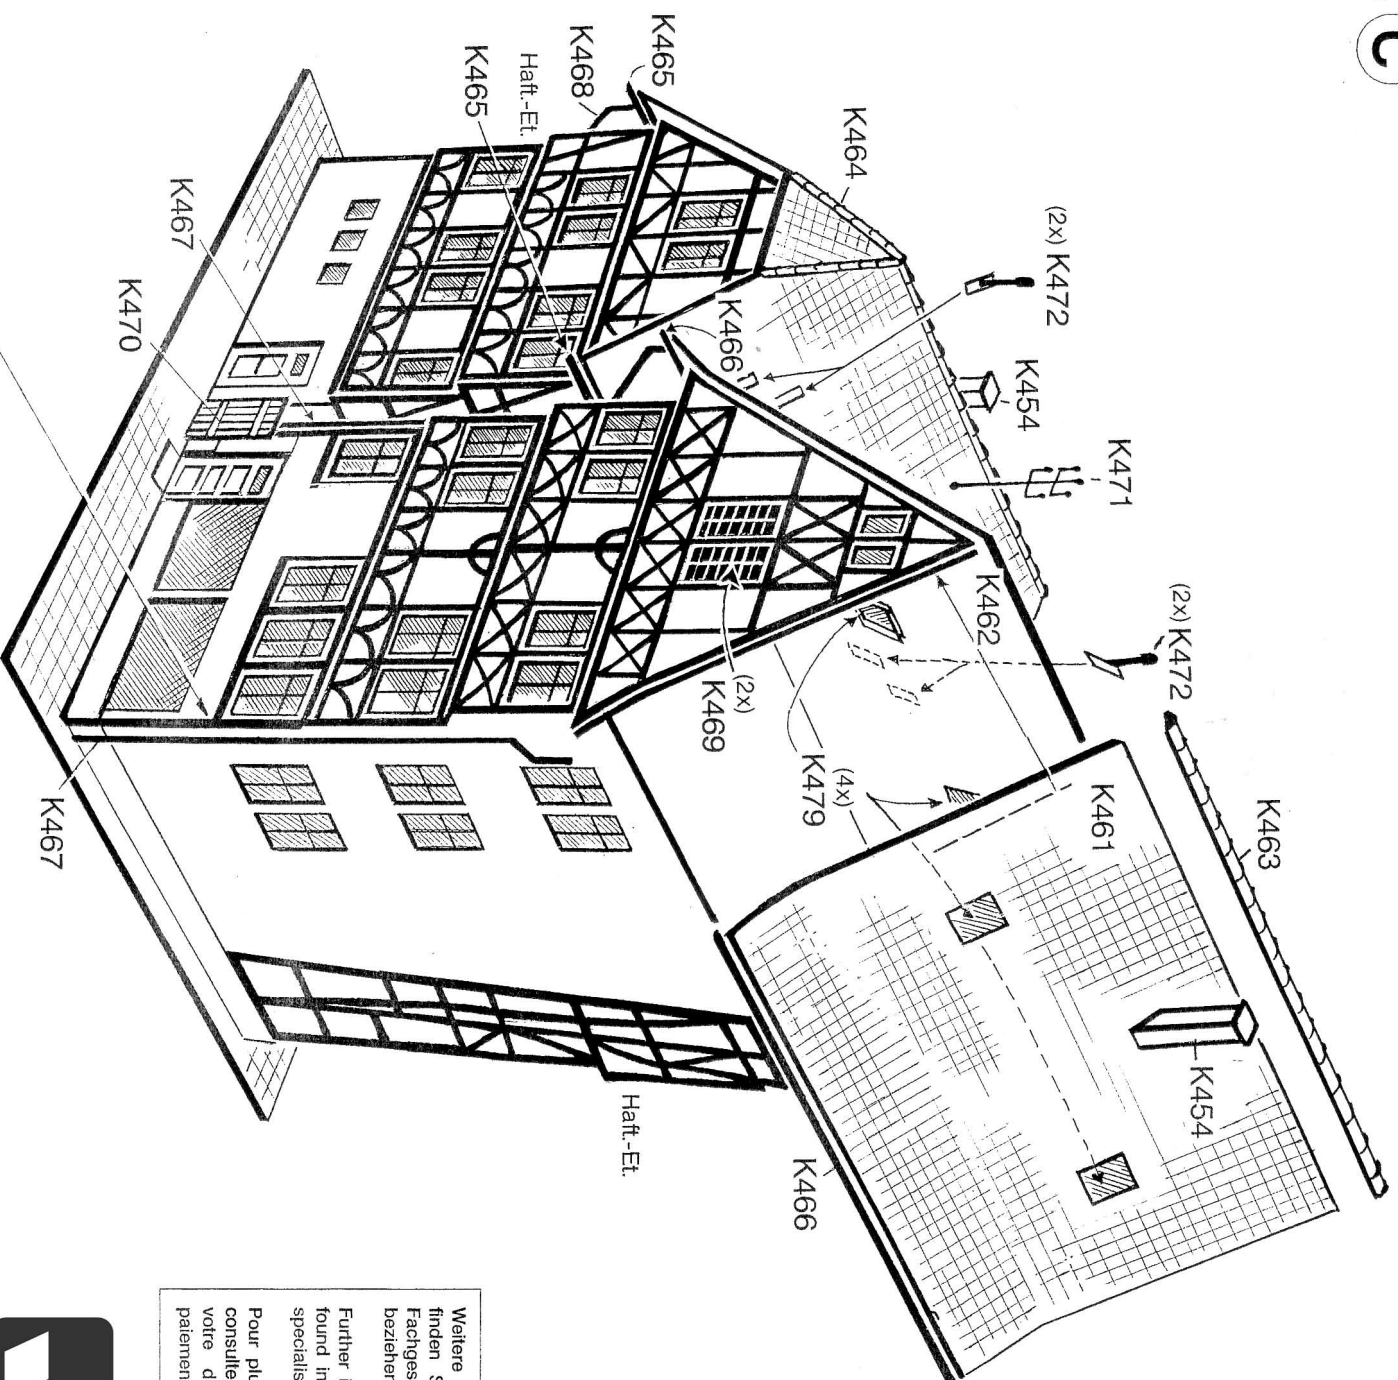 C
K465
K468
Haft.-Et.
K465
K464
(2x) K472
K454
K471
K466
K467
K470
K462
(2x) K472
(2x)
K469
(4x)
K479
K461
K463
K454
K467
Haft.-Et.
K466
Weitere
finden S
Fachges
beziehen
Further i
found in
specialis
Pour plu
consulte
votre d
paiemen